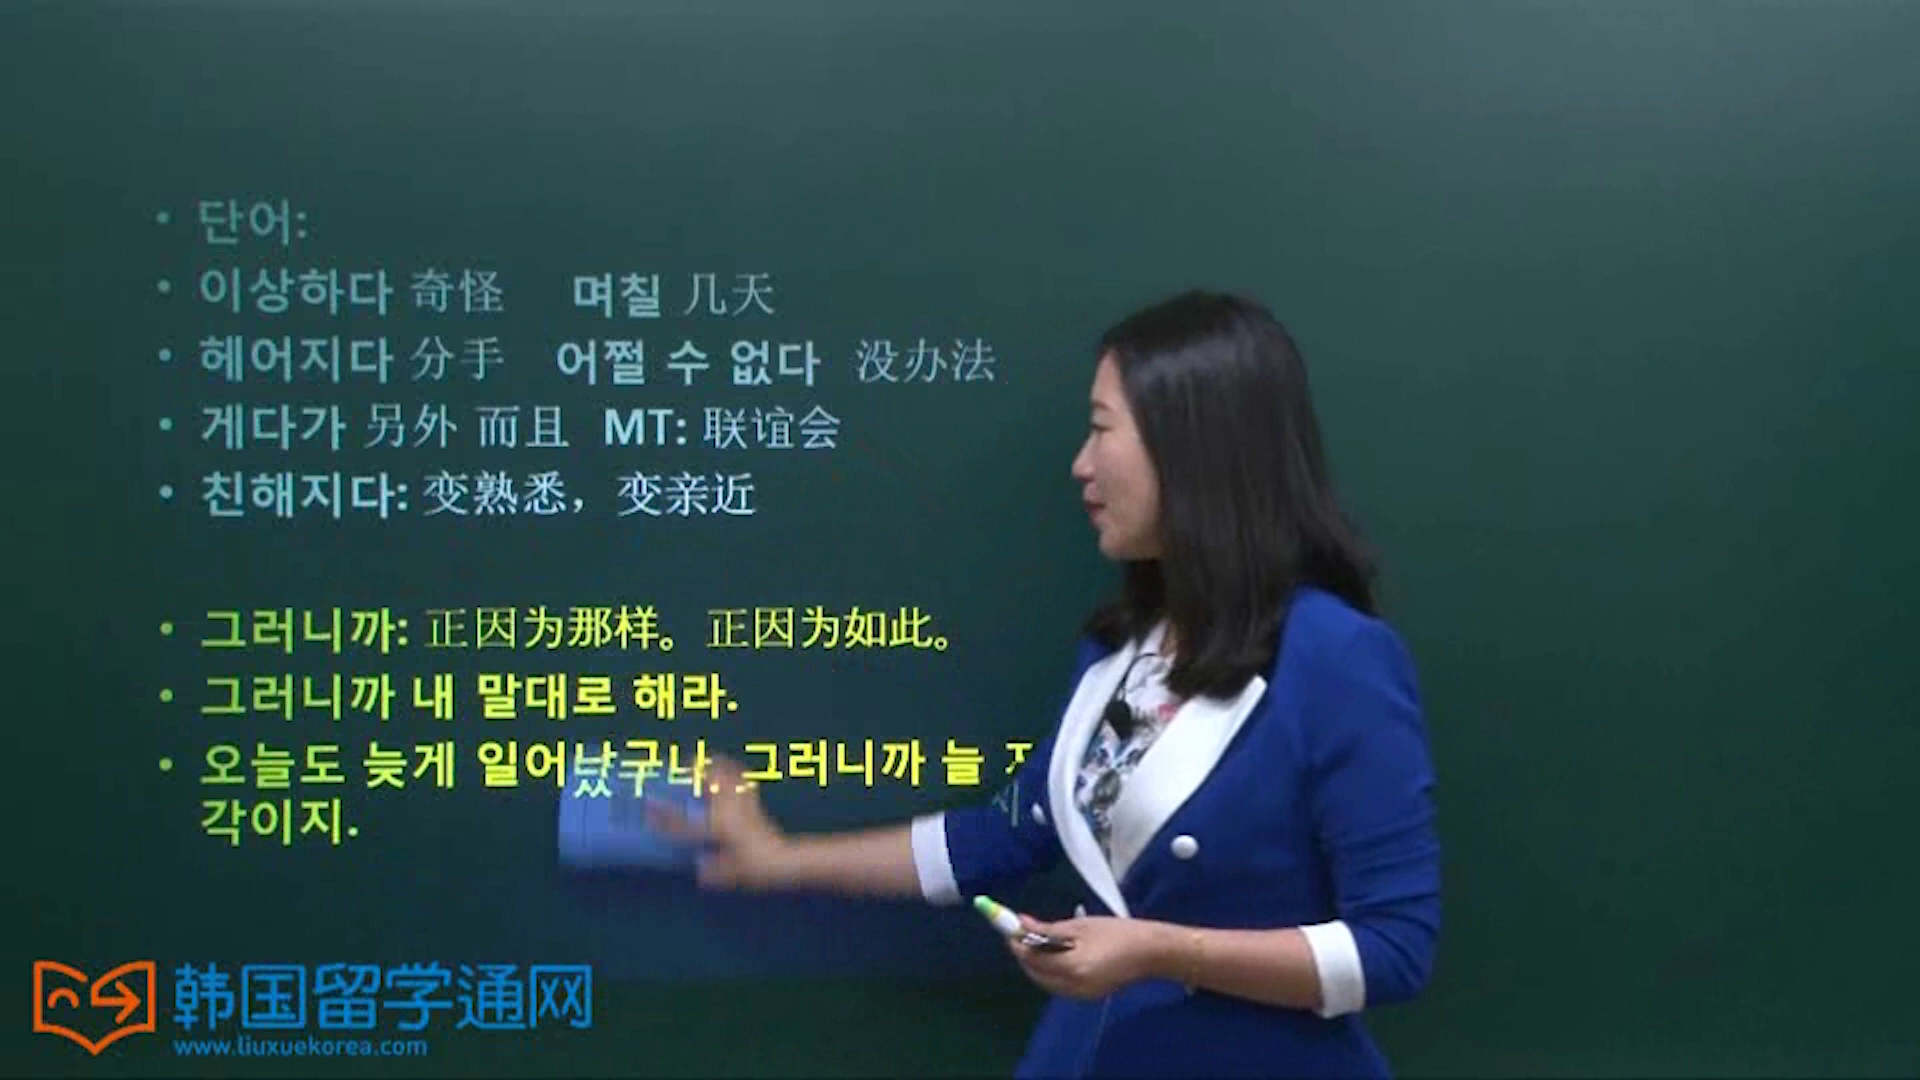 • 단어:
• 이상하다 奇怪 며칠 几天
• 헤어지다 分手 어쩔 수 없다 没办法
• 게다가 另外 而且 MT: 联谊会
• 친해지다: 变熟悉，变亲近
• 그러니까: 正因为那样。正因为如此。
• 그러니까 내 말대로 해라.
• 오늘도 늦게 일어났구나. 그러니까 늘
각이지.
韩国留学通网
www.liuxuekorea.com